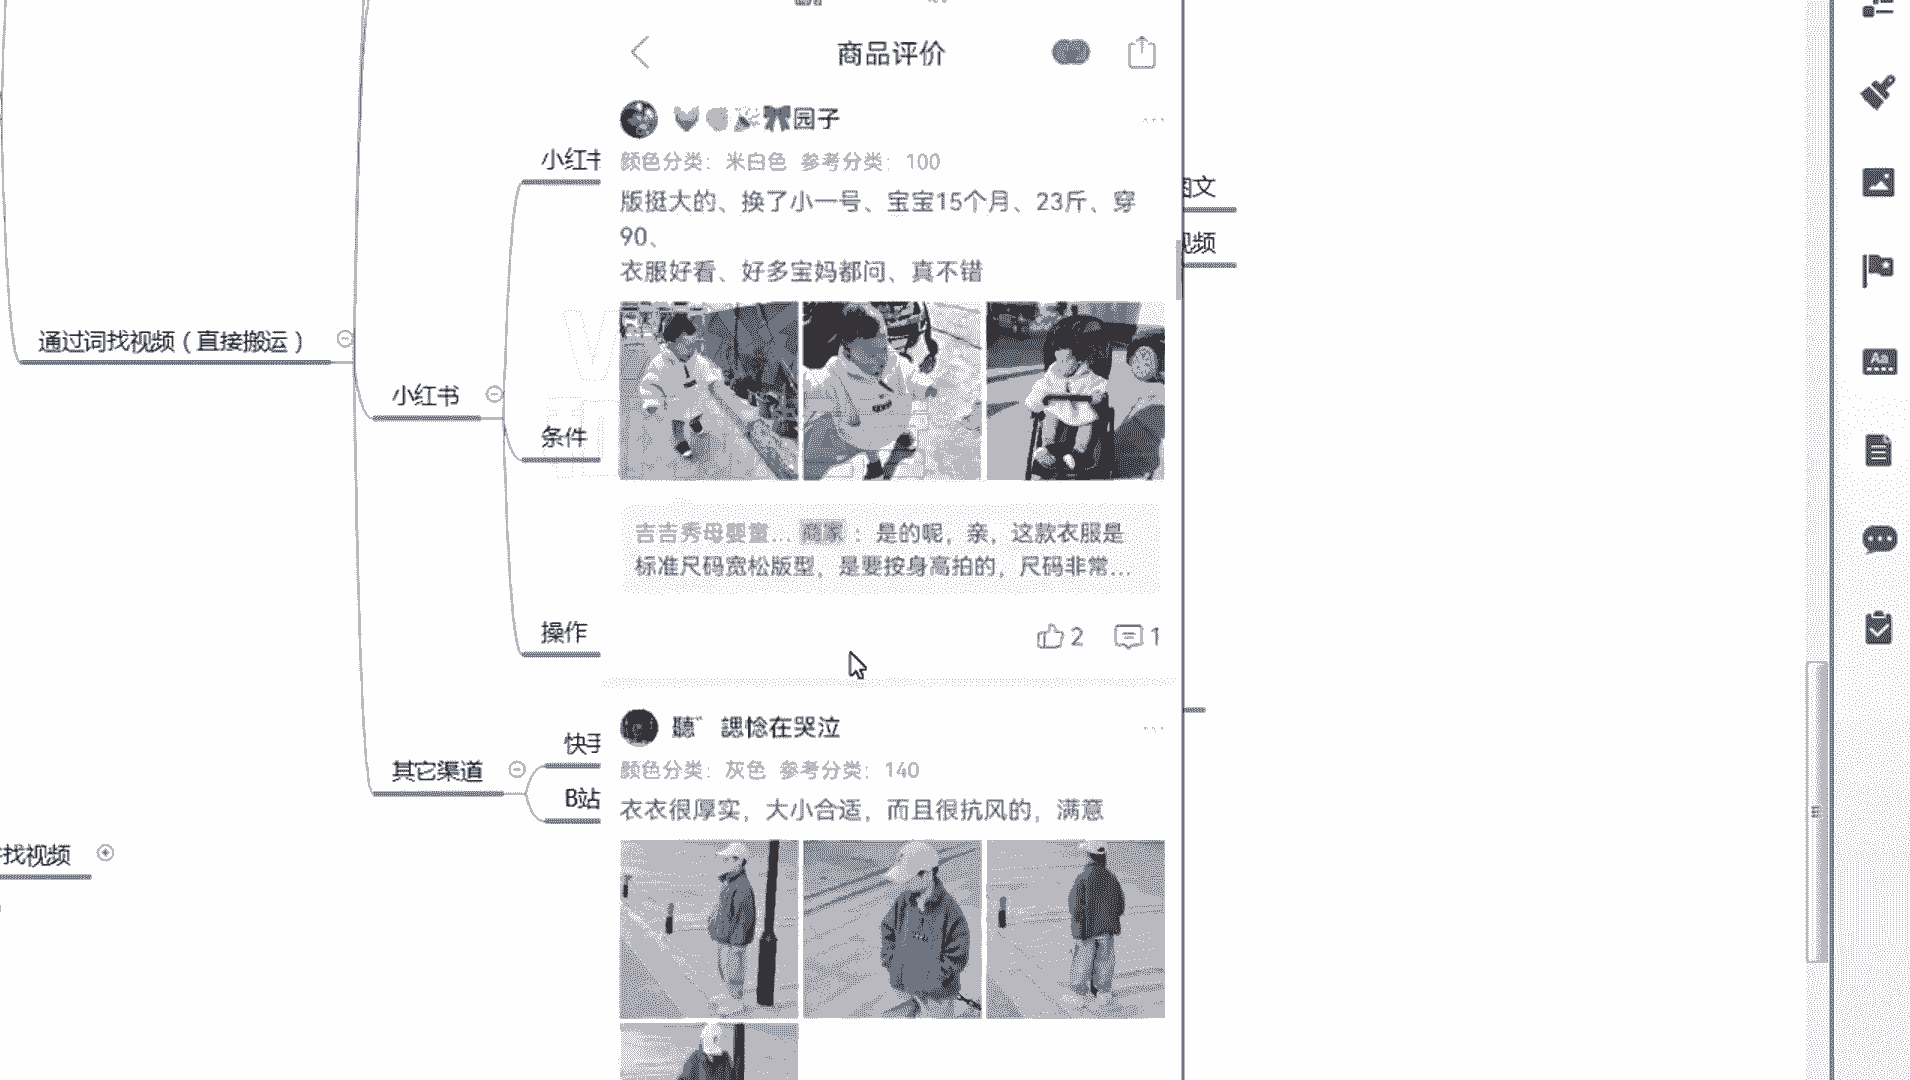 商品评价
园子
颜色分类：米白色 参考分类：100
版挺大的、换了小一号、宝宝15个月、23斤、穿
90、
衣服好看、好多宝妈都问、真不错
吉吉秀母婴童... 商家：是的呢，亲，这款衣服是
标准尺码宽松版型，是要按身高拍的，尺码非常...
2
1
聽゛ 諰惗在哭泣
颜色分类：灰色 参考分类：140
衣衣很厚实，大小合适，而且很抗风的，满意
通过词找视频（直接搬运）
小红书
小红书
条件
操作
其它渠道
快手
B站
找视频
图文
视频
Aa